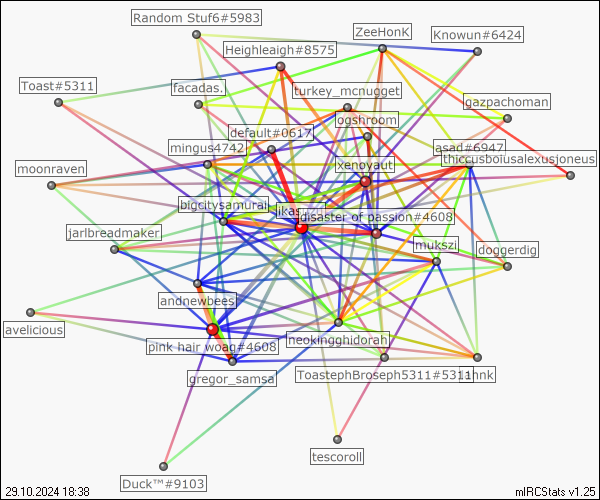 Random Stuf6#5983
ZeeHonK
Knowun#6424
Heighleaigh#8575
Toast#5311
facadas.
turkey_mcnugget
gazpachoman
ogshroom
default#0617
mingus4742
asad#6947
thiccusboiusalexusjoneus
xenoyaut
moonraven
bigcitysamurai
disaster of passion#4608
jarlbreadmaker
mukszi
doggerdig
andnewbees
avelicious
neokingghidorah
pink hair woag#4608
gregor_samsa
ToastephBroseph5311#5311
tescoroll
Duck™#9103
29.10.2024 18:38
mIRCStats v1.25